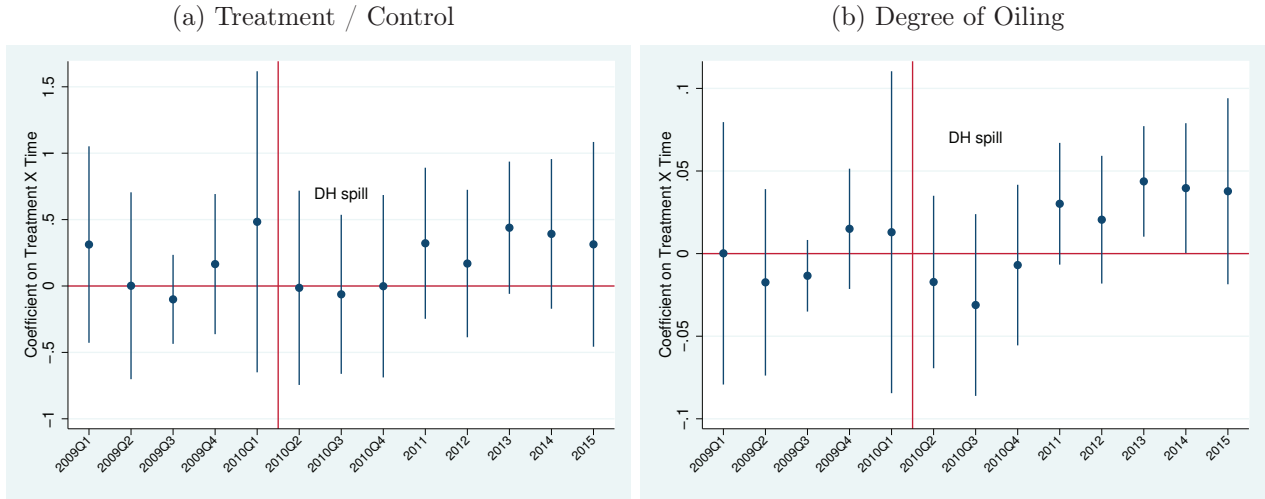 (a) Treatment / Control
Coefficient on Treatment X Time
1.5
1
.5
0
-.5
-1
DH spill
2009Q1
2009Q2
2009Q3
2009Q4
2010Q1
2010Q2
2010Q3
2010Q4
2011
2012
2013
2014
2015
(b) Degree of Oiling
Coefficient on Treatment X Time
.1
.05
0
-.05
-.1
DH spill
2009Q1
2009Q2
2009Q3
2009Q4
2010Q1
2010Q2
2010Q3
2010Q4
2011
2012
2013
2014
2015